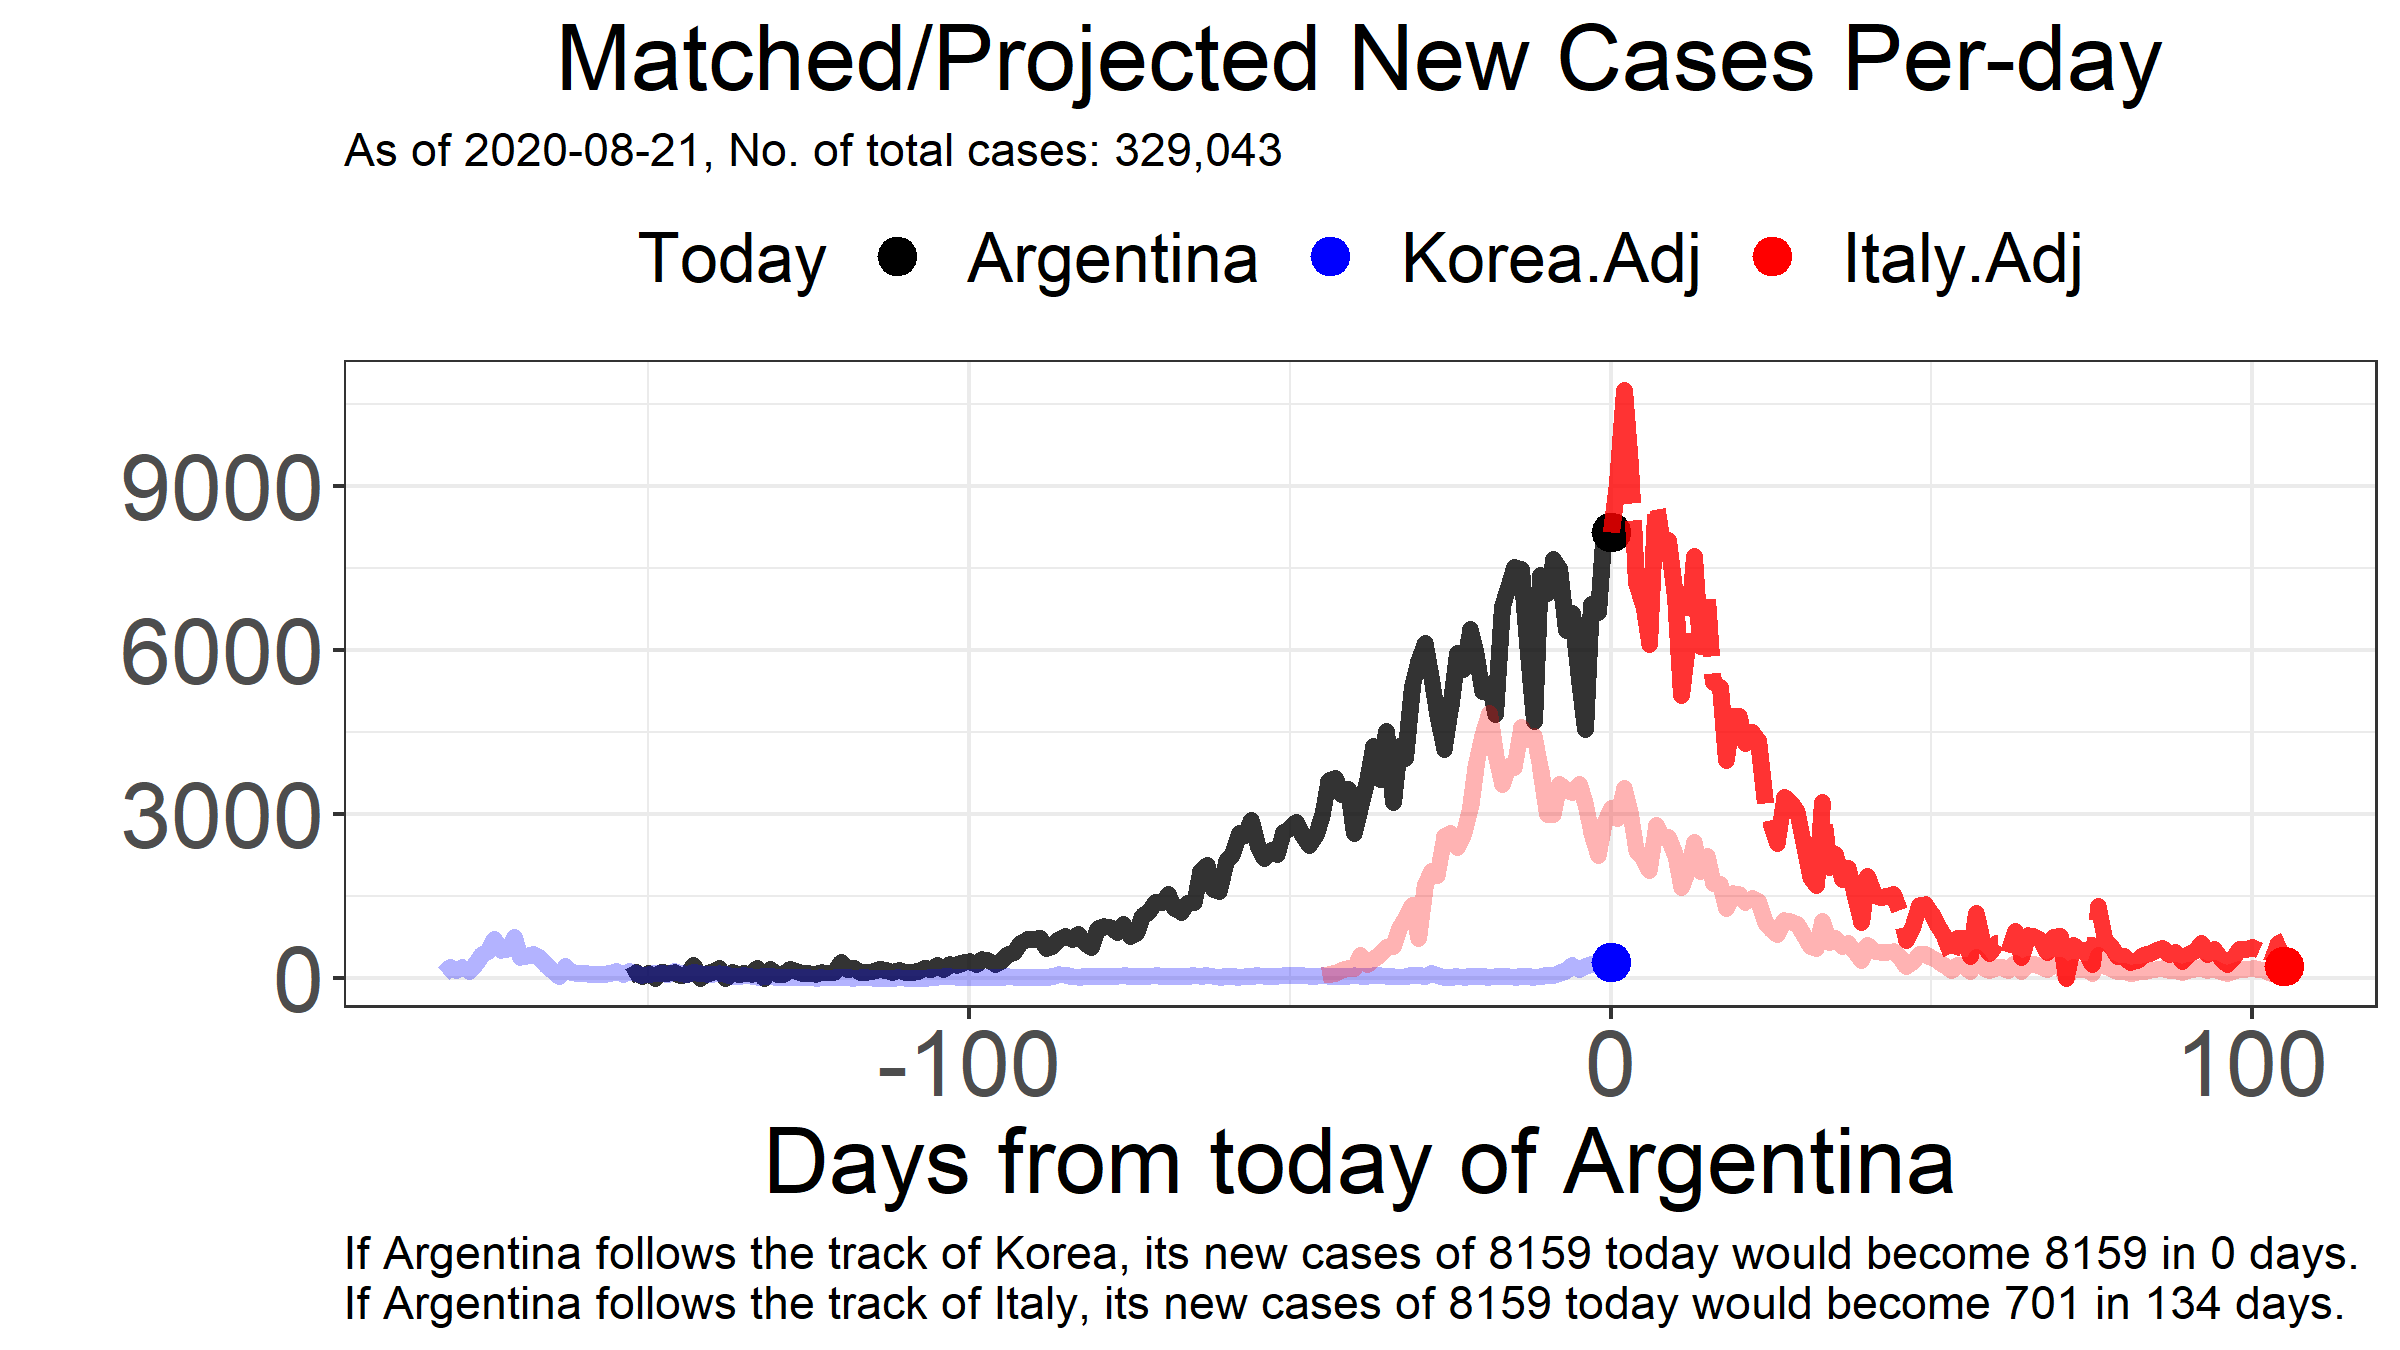 Matched/Projected New Cases Per-day
As of 2020-08-21, No. of total cases: 329,043
Today Argentina Korea.Adj Italy.Adj
9000
6000
3000
0
-100 0 100
Days from today of Argentina
If Argentina follows the track of Korea, its new cases of 8159 today would become 8159 in 0 days.
If Argentina follows the track of Italy, its new cases of 8159 today would become 701 in 134 days.